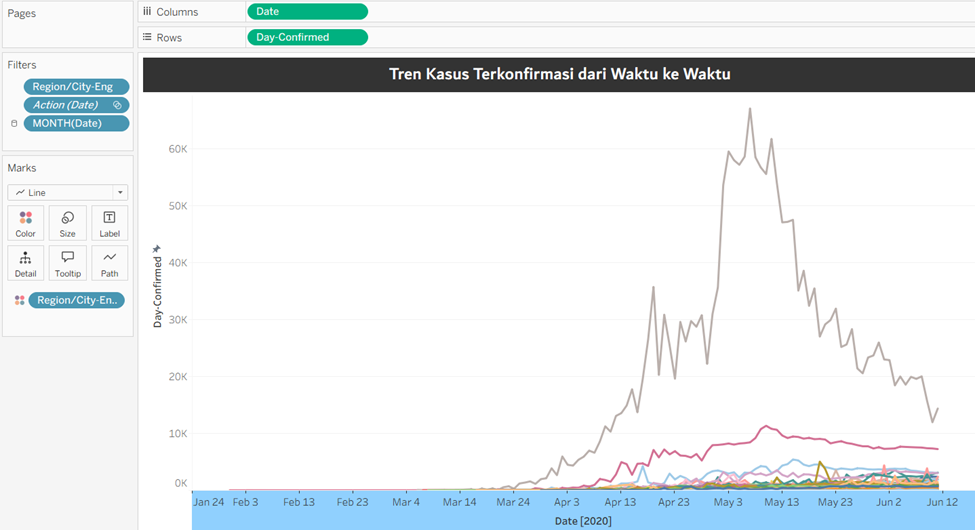 Pages
Columns
Date
Rows
Day-Confirmed
Filters
Region/City-Eng
Action (Date)
MONTH(Date)
Marks
Line
Color
Size
Label
Detail
Tooltip
Path
Region/City-En..
Tren Kasus Terkonfirmasi dari Waktu ke Waktu
60K
50K
40K
30K
20K
10K
0K
Day-Confirmed
Jan 24 Feb 3 Feb 13 Feb 23 Mar 4 Mar 14 Mar 24 Apr 3 Apr 13 Apr 23 May 3 May 13 May 23 Jun 2 Jun 12
Date [2020]